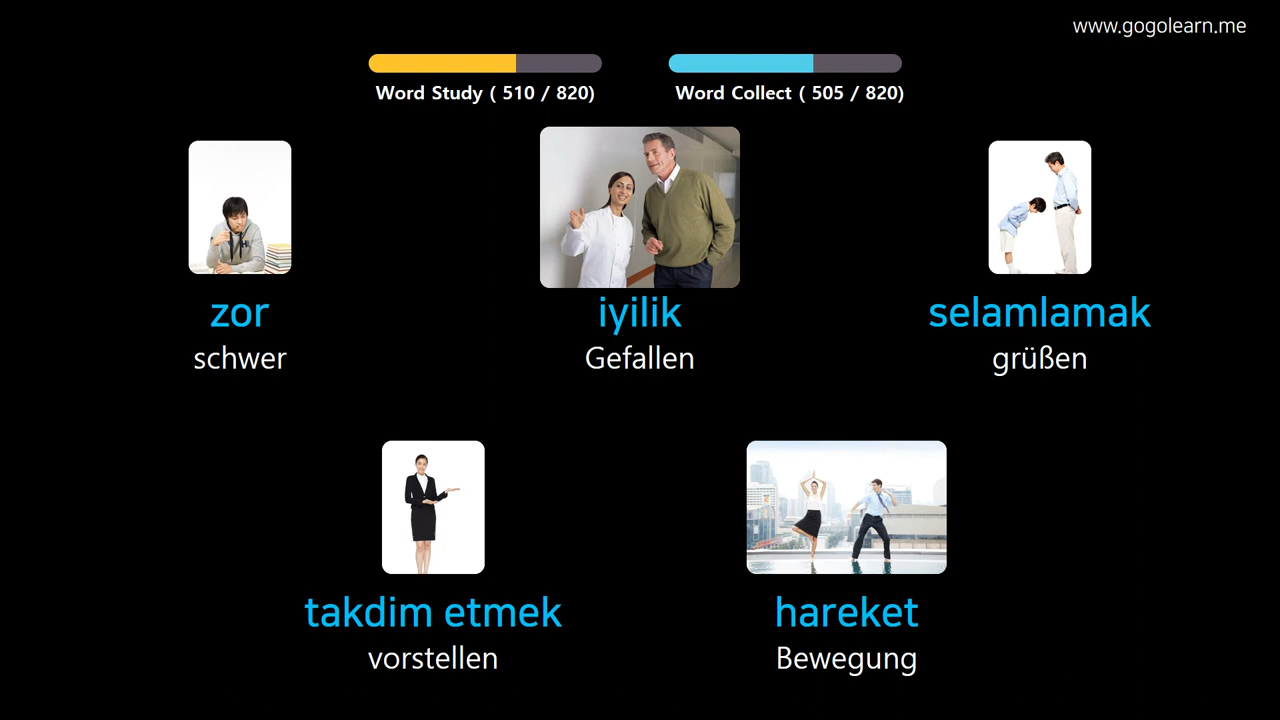 www.gogolearn.me
Word Study ( 510 / 820)
Word Collect ( 505 / 820)
zor
schwer
iyilik
Gefallen
selamlamak
grüßen
takdim etmek
vorstellen
hareket
Bewegung